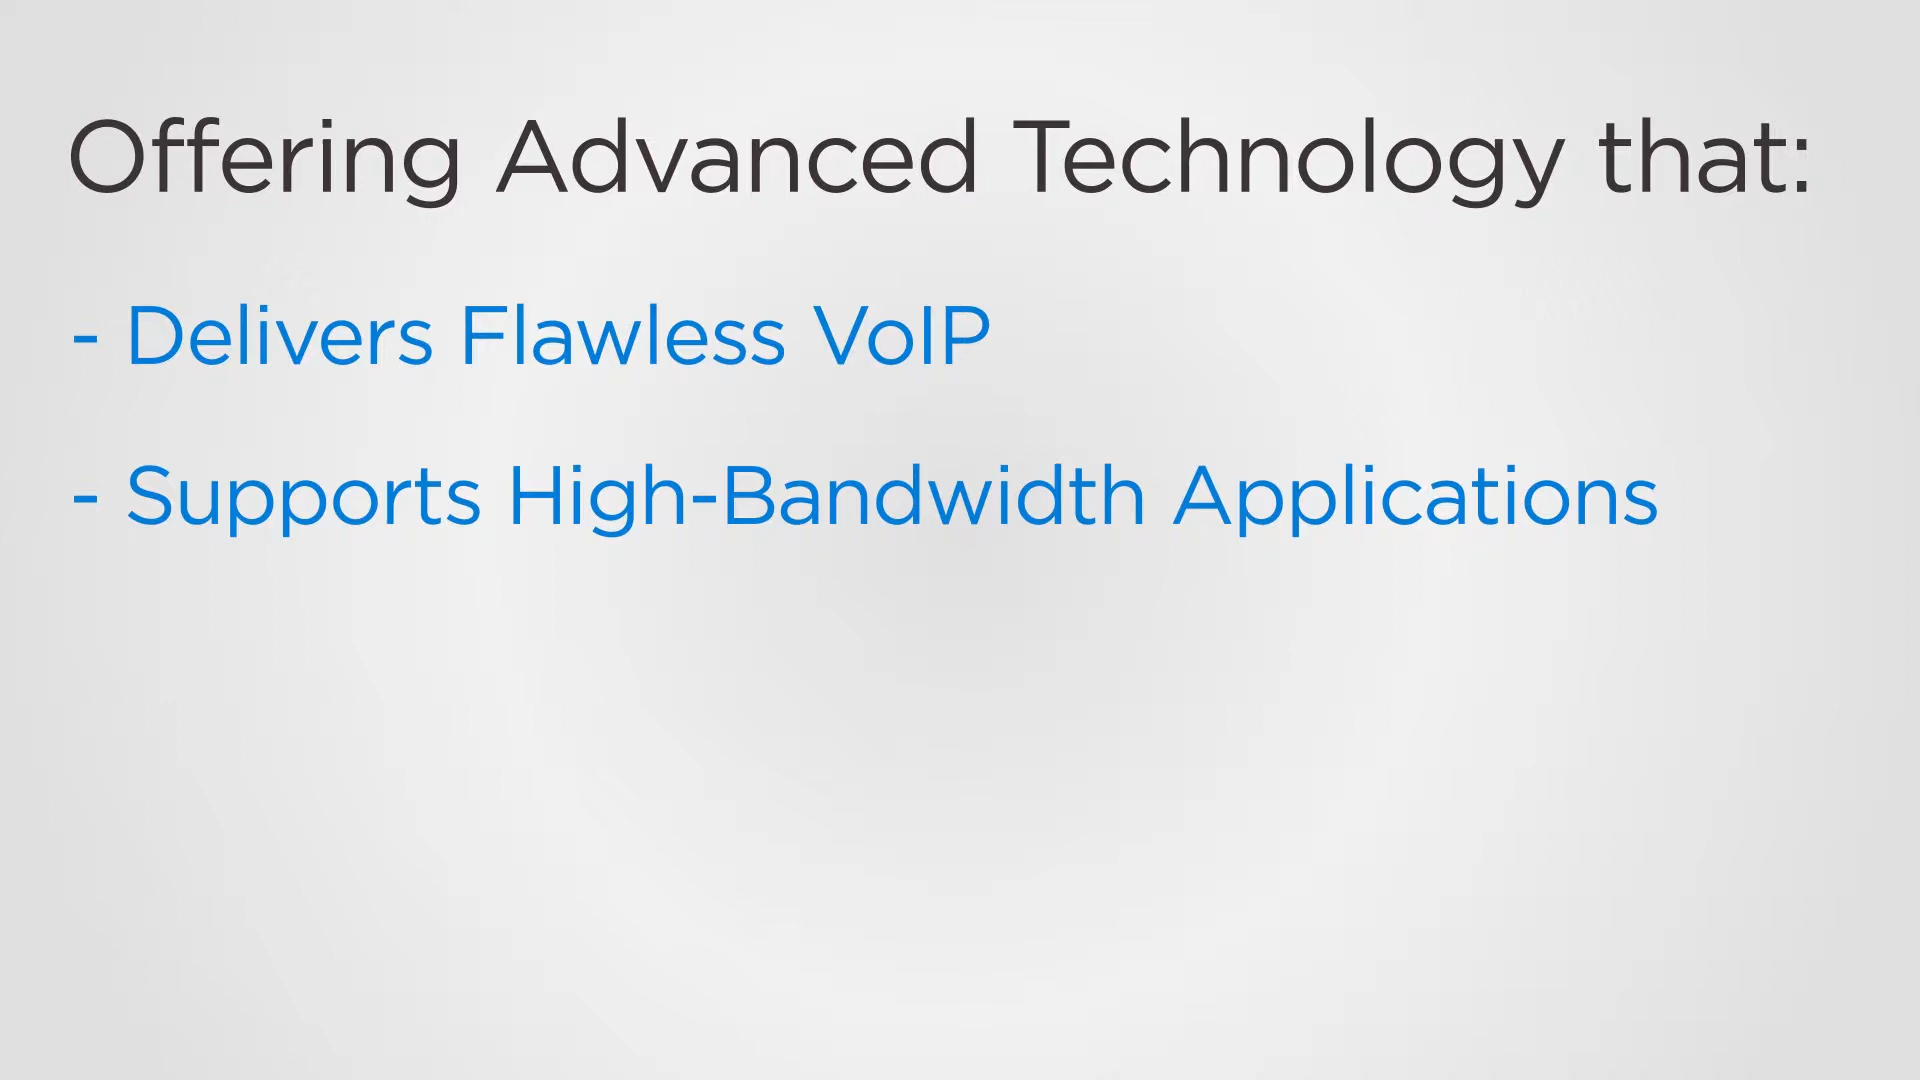 Offering Advanced Technology that:
- Delivers Flawless VoIP
- Supports High-Bandwidth Applications